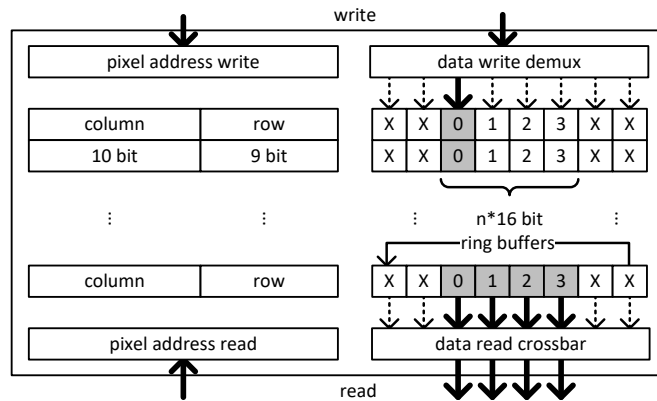 write
pixel address write data write demux
column row X X 0 1 2 3 X X
10 bit 9 bit X X 0 1 2 3 X X
⋮ ⋮ ⋮ n*16 bit ⋮
ring buffers
column row X X 0 1 2 3 X X
pixel address read data read crossbar
read